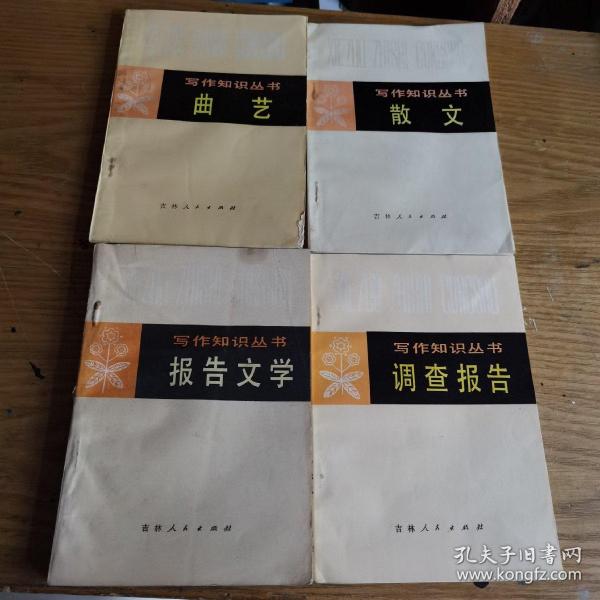 写作知识丛书
曲艺
吉林人民出版社
写作知识丛书
散文
吉林人民出版社
写作知识丛书
报告文学
吉林人民出版社
写作知识丛书
调查报告
吉林人民出版社
孔夫子旧书网
www.kongfz.com